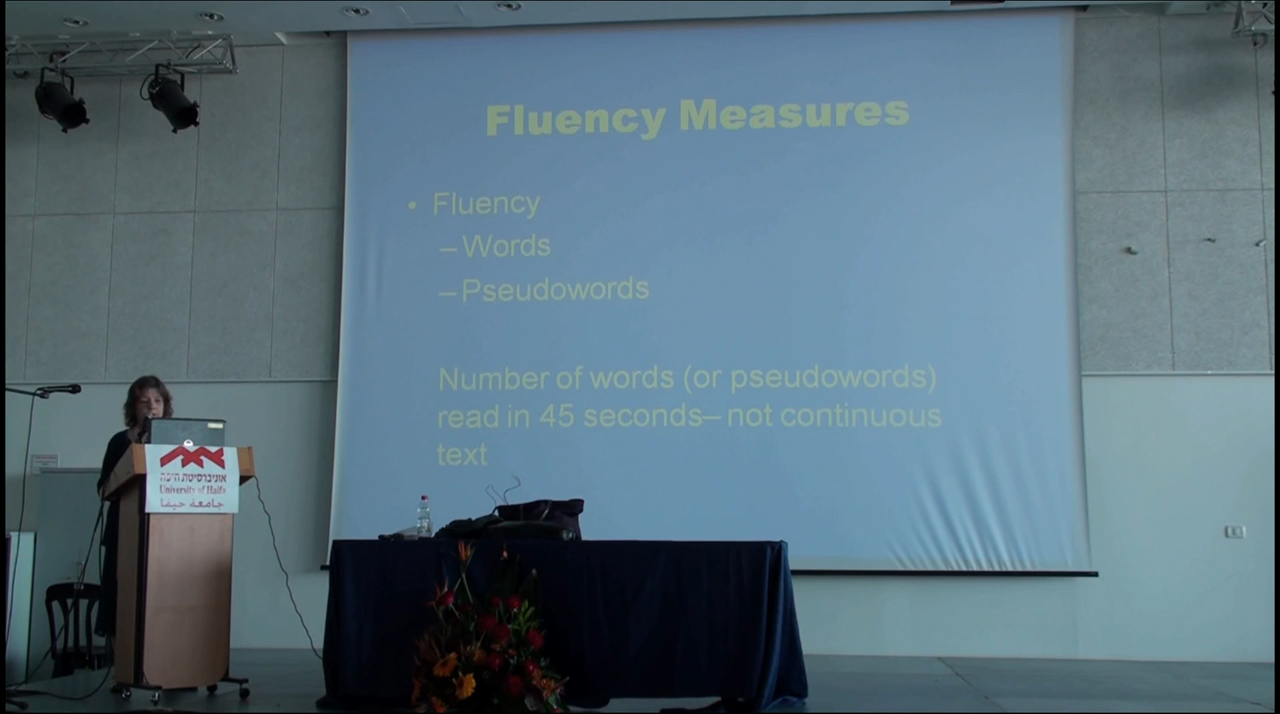 Fluency Measures
• Fluency
– Words
– Pseudowords
Number of words (or pseudowords)
read in 45 seconds– not continuous
text
אוניברסיטת חיפה
University of Haifa
جامعة حيفا